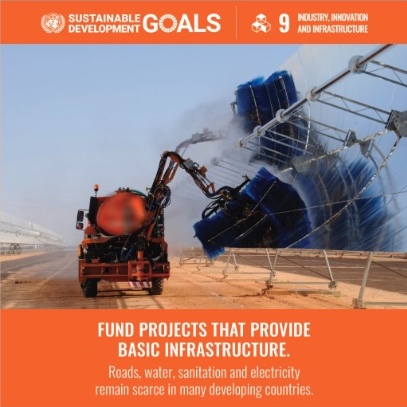 SUSTAINABLE
DEVELOPMENT GOALS
9 INDUSTRY, INNOVATION
AND INFRASTRUCTURE
FUND PROJECTS THAT PROVIDE
BASIC INFRASTRUCTURE.
Roads, water, sanitation and electricity
remain scarce in many developing countries.